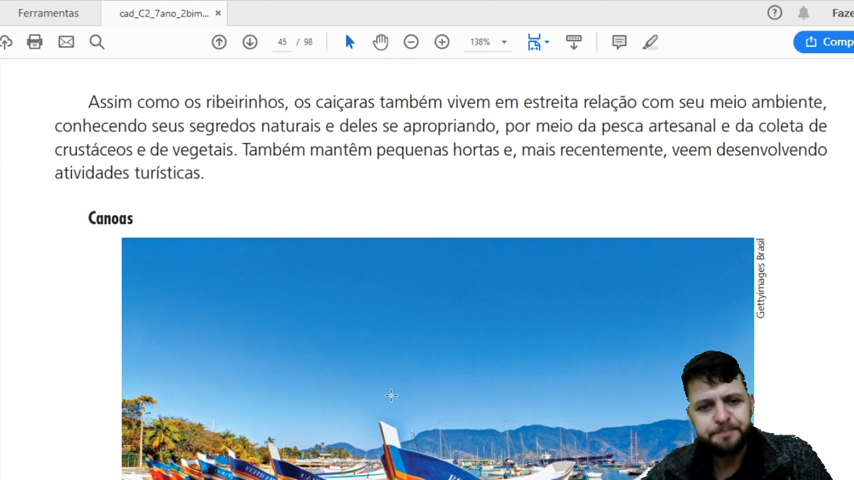 Ferramentas
cad_C2_7ano_2bim...
Faze
45 / 98
138%
Comp
Assim como os ribeirinhos, os caiçaras também vivem em estreita relação com seu meio ambiente,
conhecendo seus segredos naturais e deles se apropriando, por meio da pesca artesanal e da coleta de
crustáceos e de vegetais. Também mantêm pequenas hortas e, mais recentemente, veem desenvolvendo
atividades turísticas.
Canoas
Gettyimages Brasil